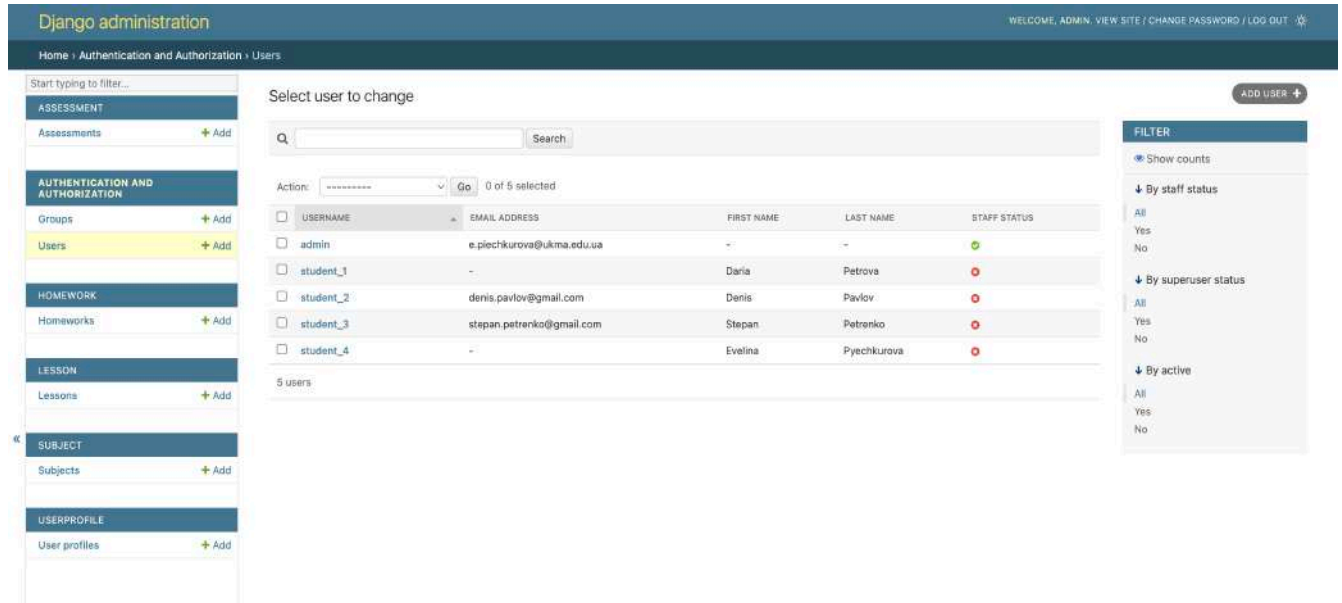 Django administration
WELCOME, ADMIN. VIEW SITE / CHANGE PASSWORD / LOG OUT
Home › Authentication and Authorization › Users
Start typing to filter...
ASSESSMENT
Assessments + Add
AUTHENTICATION AND
AUTHORIZATION
Groups + Add
Users + Add
HOMEWORK
Homeworks + Add
LESSON
Lessons + Add
«
SUBJECT
Subjects + Add
USERPROFILE
User profiles + Add
Select user to change
ADD USER +
Search
Action: --------- Go 0 of 5 selected
USERNAME EMAIL ADDRESS FIRST NAME LAST NAME STAFF STATUS
admin e.piechkurova@ukma.edu.ua - -
student_1 - Daria Petrova
student_2 denis.pavlov@gmail.com Denis Pavlov
student_3 stepan.petrenko@gmail.com Stepan Petrenko
student_4 - Evelina Pyechkurova
5 users
FILTER
Show counts
↓ By staff status
All
Yes
No
↓ By superuser status
All
Yes
No
↓ By active
All
Yes
No